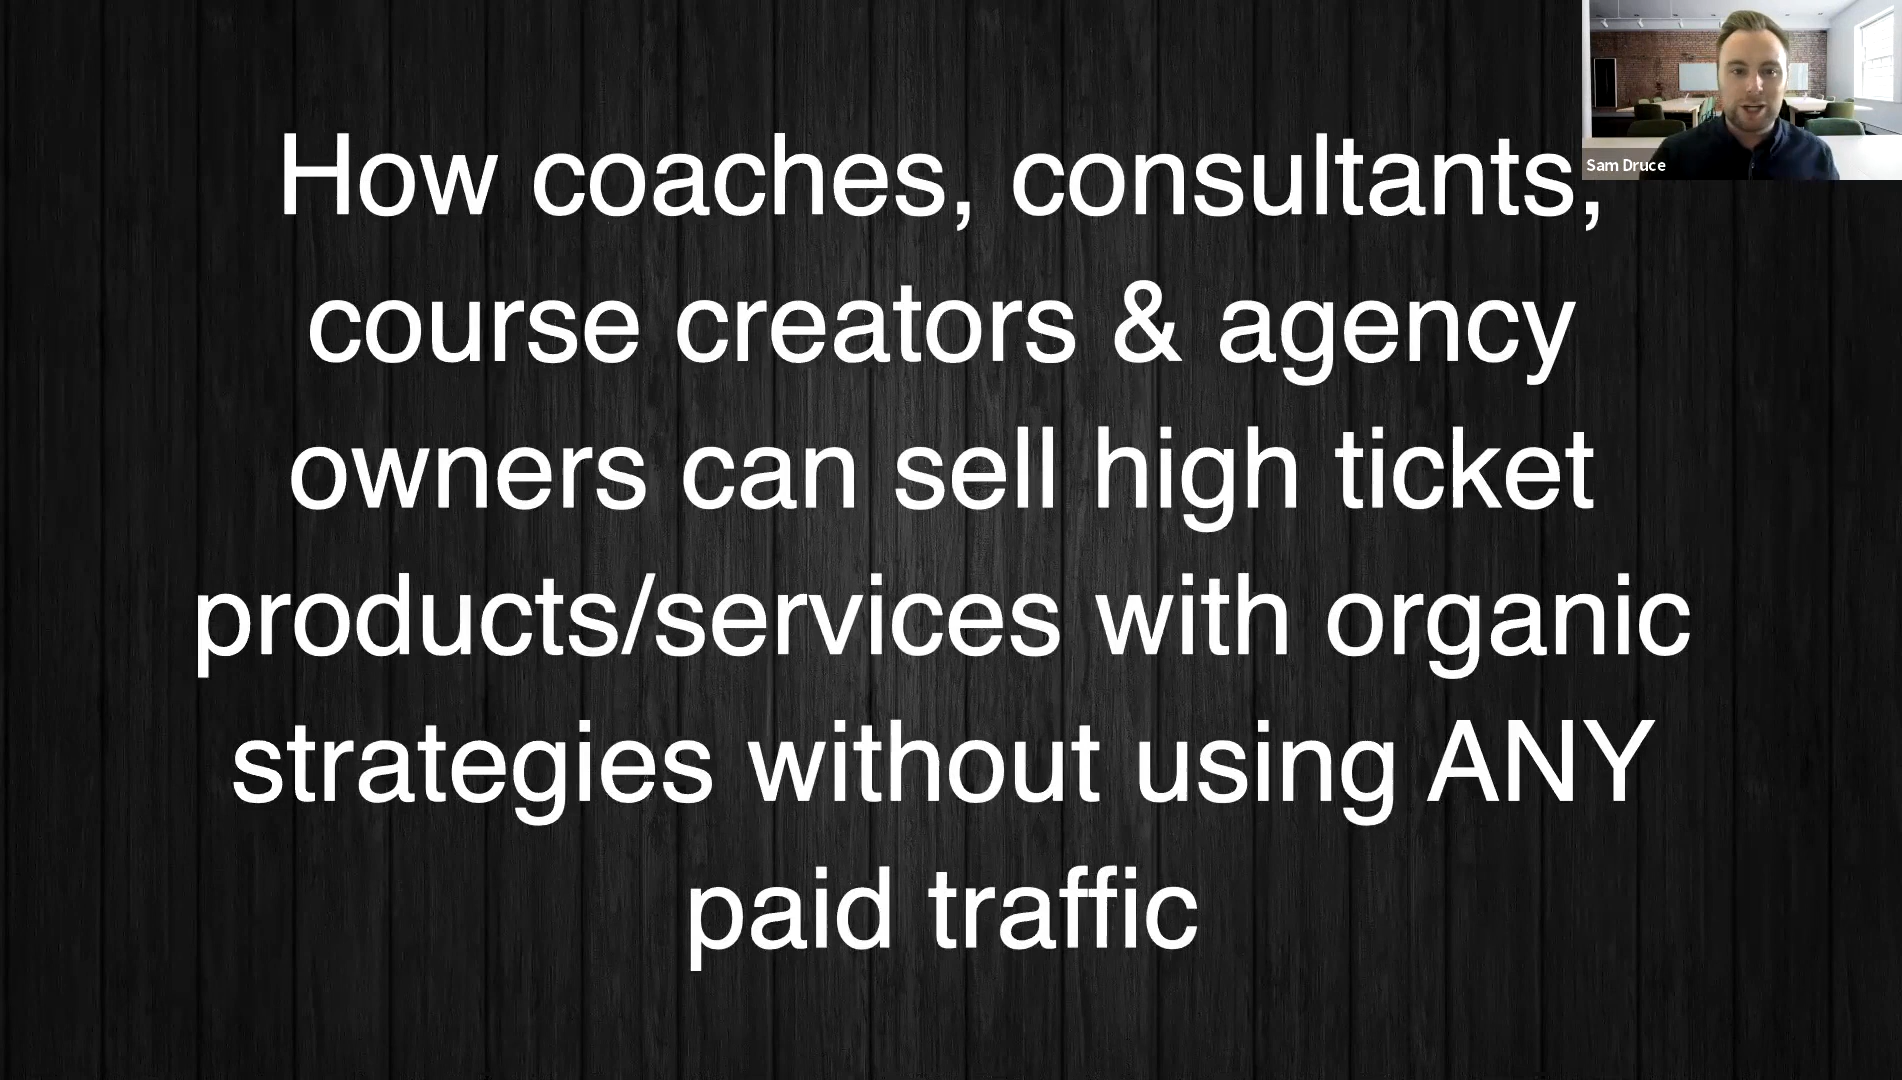 How coaches, consultants,
course creators & agency
owners can sell high ticket
products/services with organic
strategies without using ANY
paid traffic
Sam Druce